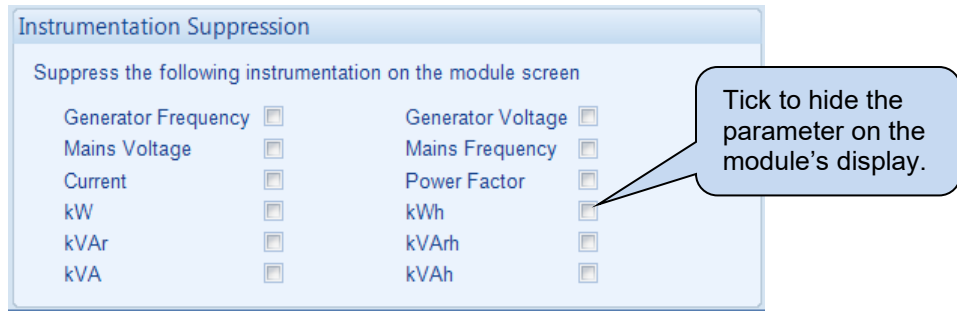 Instrumentation Suppression
Suppress the following instrumentation on the module screen
Generator Frequency Generator Voltage
Mains Voltage Mains Frequency
Current Power Factor
kW kWh
kVAr kVArh
kVA kVAh
Tick to hide the
parameter on the
module’s display.